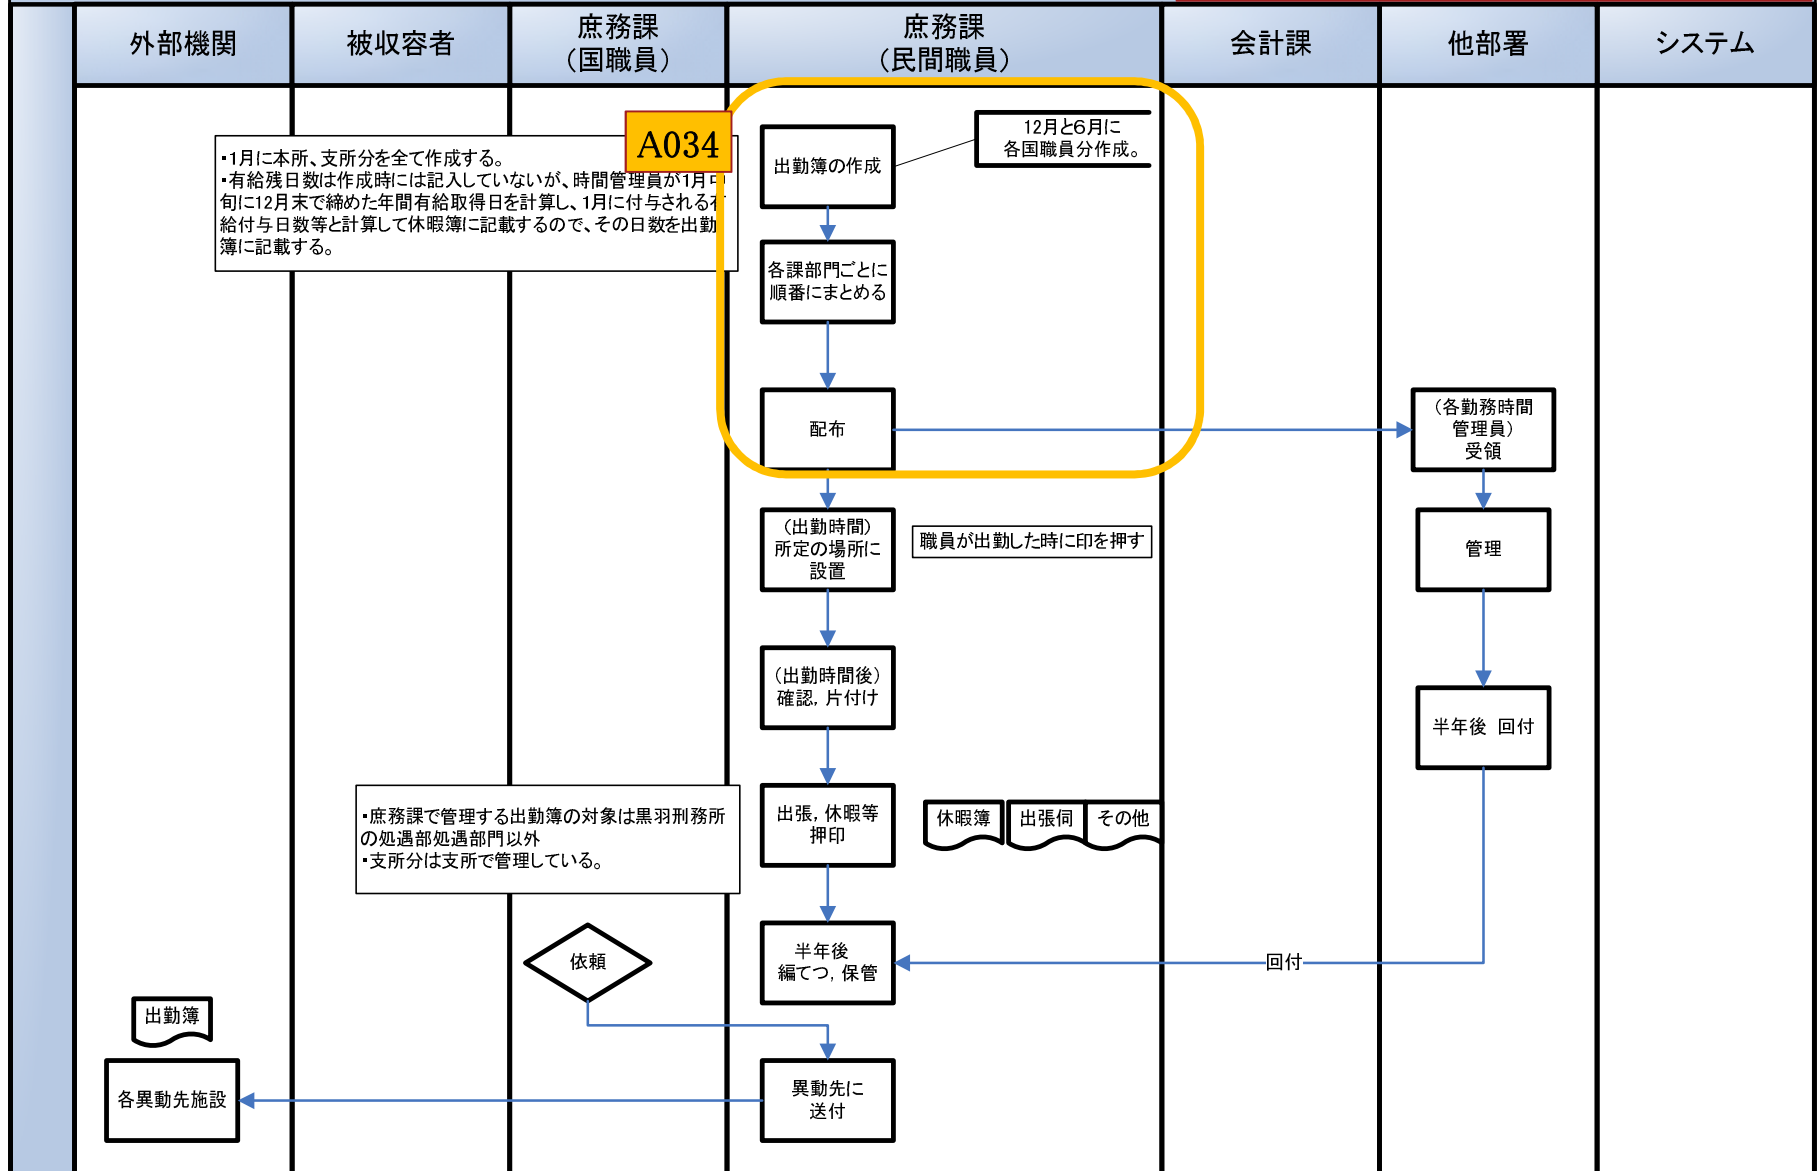 外部機関
被収容者
庶務課
（国職員）
庶務課
（民間職員）
会計課
他部署
システム
A034
・1月に本所、支所分を全て作成する。
・有給残日数は作成時には記入していないが、時間管理員が1月中
旬に12月末で締めた年間有給取得日を計算し、1月に付与される有
給付与日数等と計算して休暇簿に記載するので、その日数を出勤
簿に記載する。
出勤簿の作成
12月と6月に
各国職員分作成。
各課部門ごとに
順番にまとめる
配布
（各勤務時間
管理員）
受領
（出勤時間）
所定の場所に
設置
職員が出勤した時に印を押す
管理
（出勤時間後）
確認，片付け
半年後　回付
・庶務課で管理する出勤簿の対象は黒羽刑務所
の処遇部処遇部門以外
・支所分は支所で管理している。
出張，休暇等
押印
休暇簿
出張伺
その他
依頼
半年後
編てつ，保管
回付
出勤簿
各異動先施設
異動先に
送付